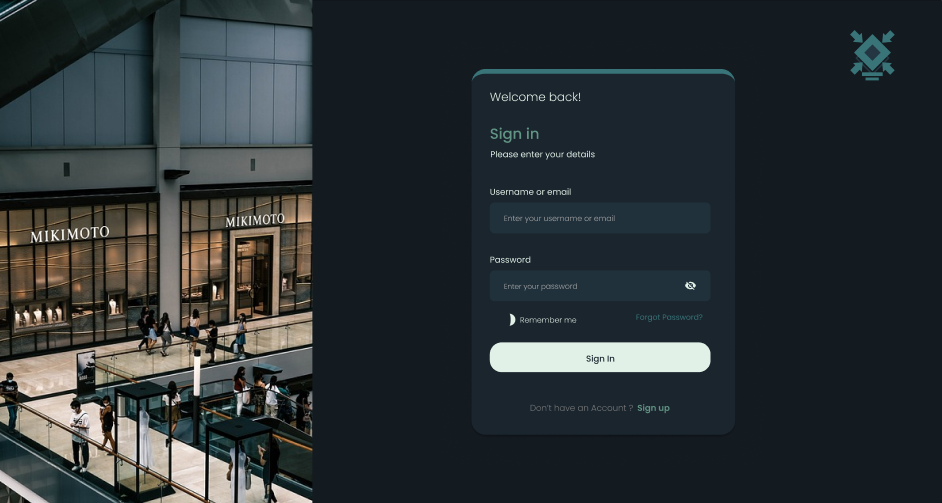 MIKIMOTO
MIKIMOTO
Welcome back!
Sign in
Please enter your details
Username or email
Enter your username or email
Password
Enter your password
Remember me
Forgot Password?
Sign In
Don't have an Account ? Sign up